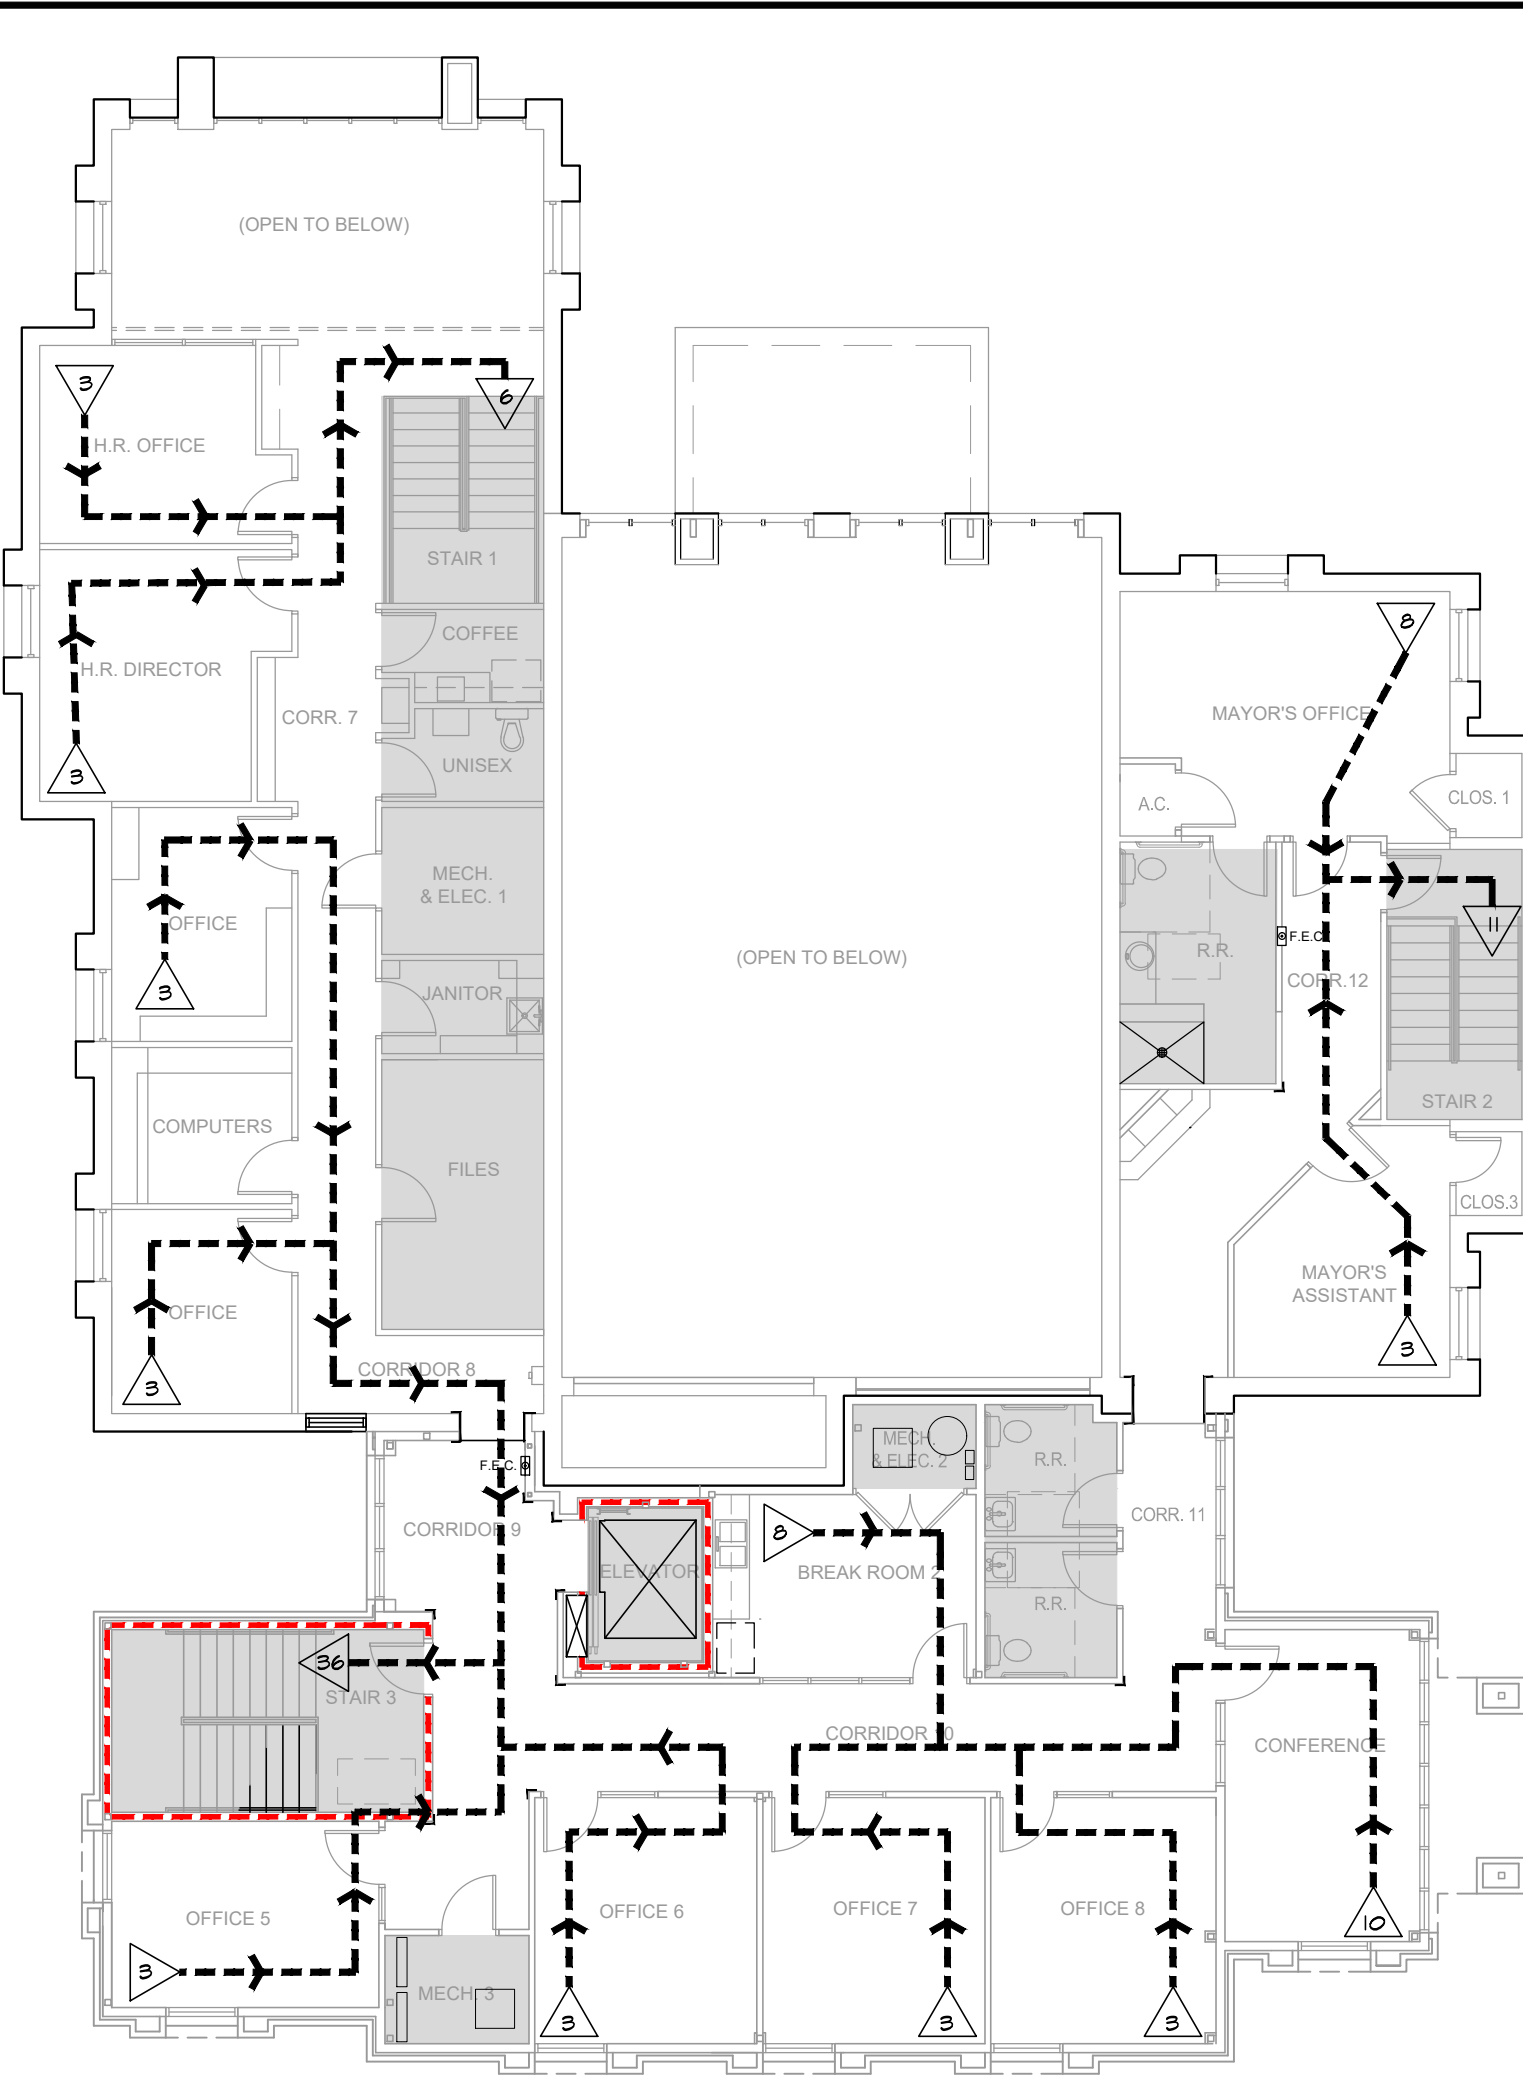 (OPEN TO BELOW)
3
6
H.R. OFFICE
STAIR 1
COFFEE
8
H.R. DIRECTOR
CORR. 7
MAYOR'S OFFICE
UNISEX
3
A.C.
CLOS. 1
MECH.
& ELEC. 1
OFFICE
11
F.E.C.
R.R.
(OPEN TO BELOW)
CORR.12
3
JANITOR
STAIR 2
COMPUTERS
FILES
CLOS.3
MAYOR'S
ASSISTANT
OFFICE
3
CORRIDOR 8
3
MECH.
& ELEC. 2
R.R.
F.E.C.
CORRIDOR 9
8
CORR. 11
ELEVATOR
BREAK ROOM 2
R.R.
36
STAIR 3
CORRIDOR 10
CONFERENCE
OFFICE 5
OFFICE 6
OFFICE 7
OFFICE 8
10
3
MECH. 3
3
3
3